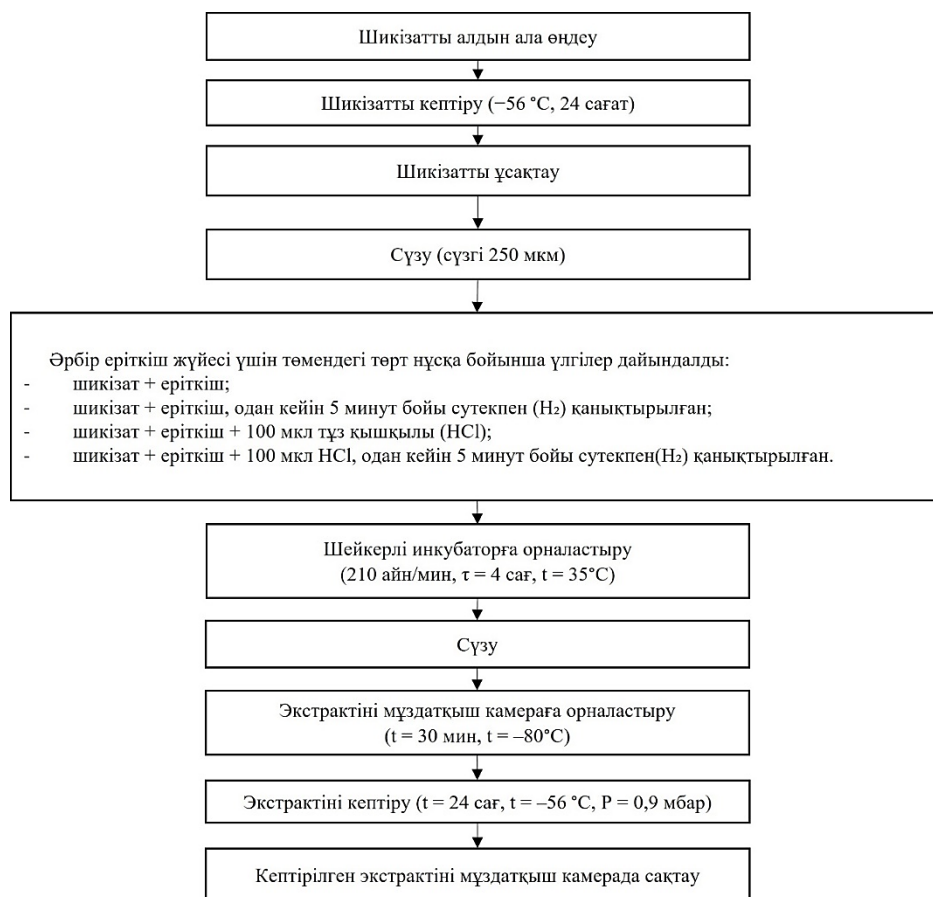 Шикізатты алдын ала өңдеу
Шикізатты кептіру (−56 °C, 24 сағат)
Шикізатты ұсақтау
Сүзу (сүзгі 250 мкм)
Әрбір еріткіш жүйесі үшін төмендегі төрт нұсқа бойынша үлгілер дайындалды:
- шикізат + еріткіш;
- шикізат + еріткіш, одан кейін 5 минут бойы сутекпен (H₂) қанықтырылған;
- шикізат + еріткіш + 100 мкл тұз қышқылы (HCl);
- шикізат + еріткіш + 100 мкл HCl, одан кейін 5 минут бойы сутекпен(H₂) қанықтырылған.
Шейкерлі инкубаторға орналастыру
(210 айн/мин, τ = 4 сағ, t = 35°C)
Сүзу
Экстрактіні мұздатқыш камераға орналастыру
(t = 30 мин, t = –80°C)
Экстрактіні кептіру (t = 24 сағ, t = –56 °C, P = 0,9 мбар)
Кептірілген экстрактіні мұздатқыш камерада сақтау